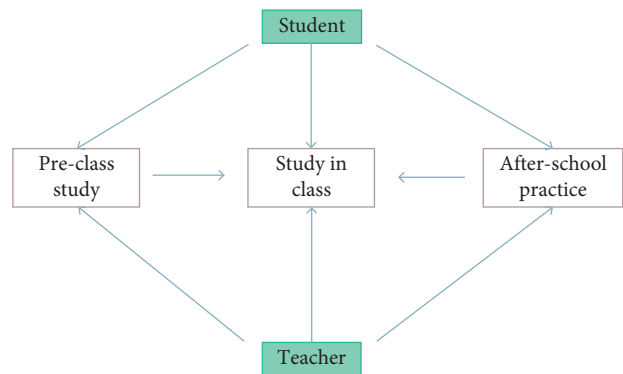 Student
Pre-class
study
Study in
class
After-school
practice
Teacher